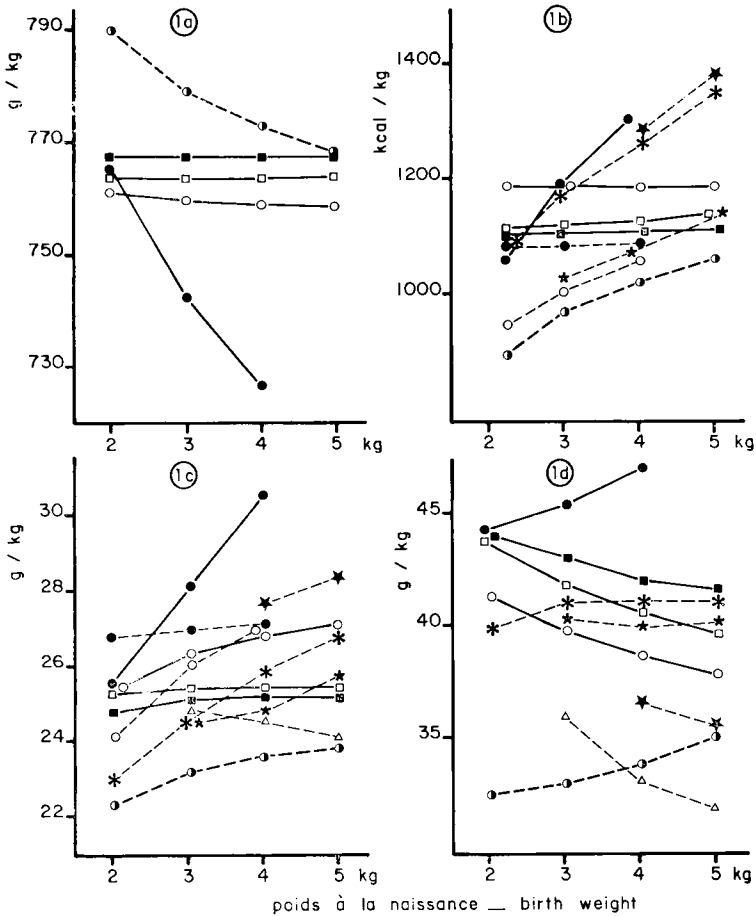 1a
g / kg
790
770
750
730
2 3 4 5 kg
1b
kcal / kg
1400
1200
1000
2 3 4 5 kg
1c
g / kg
30
28
26
24
22
2 3 4 5 kg
1d
g / kg
45
40
35
2 3 4 5 kg
poids à la naissance _ birth weight